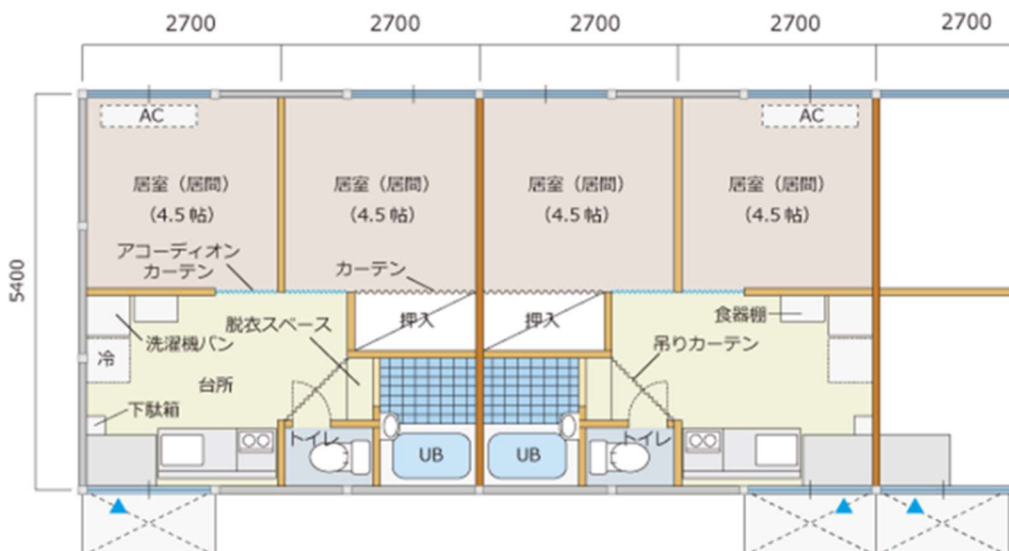 2700
2700
2700
2700
2700
5400
AC
AC
居室（居間）
（4.5 帖）
居室（居間）
（4.5 帖）
居室（居間）
（4.5 帖）
居室（居間）
（4.5 帖）
アコーディオン
カーテン
カーテン
押入
押入
脱衣スペース
洗濯機パン
食器棚
吊りカーテン
冷
台所
下駄箱
トイレ
UB
UB
トイレ